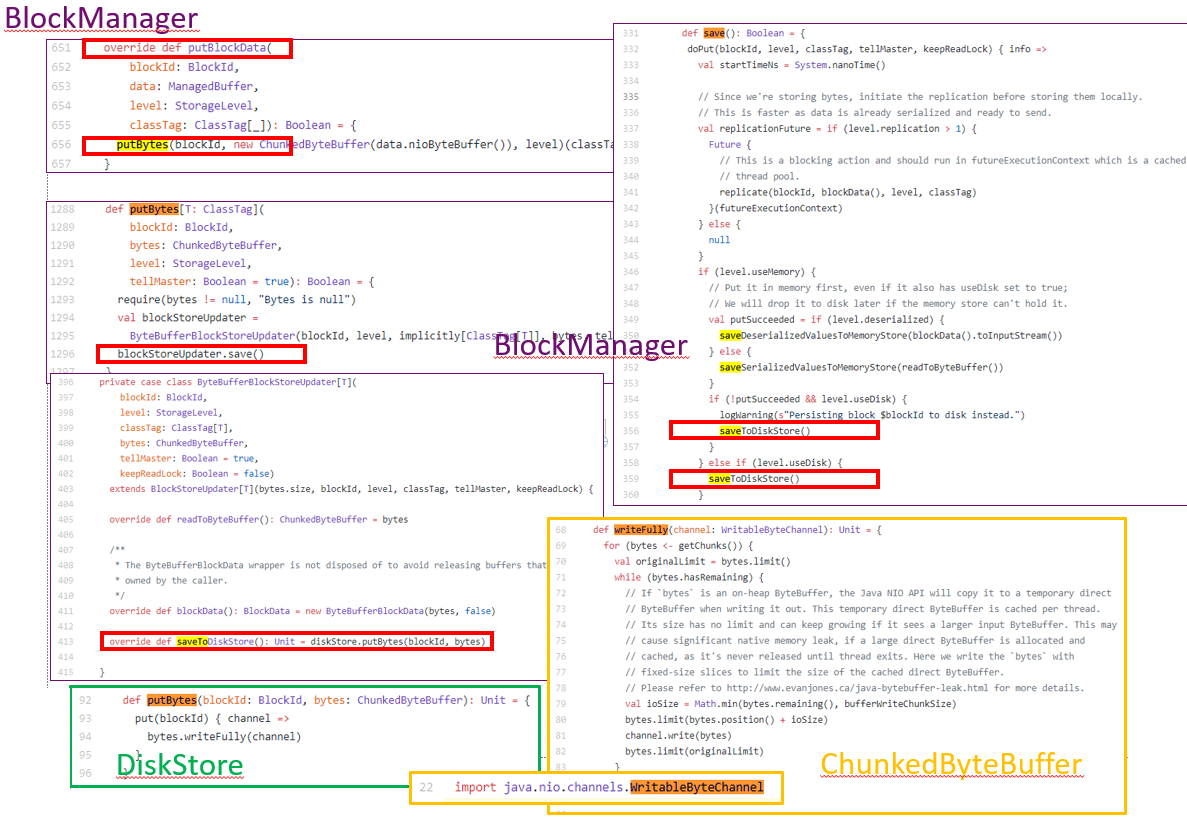 BlockManager
651 override def putBlockData(
652 blockId: BlockId,
653 data: ManagedBuffer,
654 level: StorageLevel,
655 classTag: ClassTag[_]): Boolean = {
656 putBytes(blockId, new ChunkedByteBuffer(data.nioByteBuffer()), level)(classTa
657 }
1288 def putBytes[T: ClassTag](
1289 blockId: BlockId,
1290 bytes: ChunkedByteBuffer,
1291 level: StorageLevel,
1292 tellMaster: Boolean = true): Boolean = {
1293 require(bytes != null, "Bytes is null")
1294 val blockStoreUpdater =
1295 ByteBufferBlockStoreUpdater(blockId, level, implicitly[ClassTag[T]], bytes, tel
1296 blockStoreUpdater.save()
1297 }
BlockManager
396 private case class ByteBufferBlockStoreUpdater[T](
397 blockId: BlockId,
398 level: StorageLevel,
399 classTag: ClassTag[T],
400 bytes: ChunkedByteBuffer,
401 tellMaster: Boolean = true,
402 keepReadLock: Boolean = false)
403 extends BlockStoreUpdater[T](bytes.size, blockId, level, classTag, tellMaster, keepReadLock) {
404
405 override def readToByteBuffer(): ChunkedByteBuffer = bytes
406
407 /**
408 * The ByteBufferBlockData wrapper is not disposed of to avoid releasing buffers that
409 * owned by the caller.
410 */
411 override def blockData(): BlockData = new ByteBufferBlockData(bytes, false)
412
413 override def saveToDiskStore(): Unit = diskStore.putBytes(blockId, bytes)
414
415 }
92 def putBytes(blockId: BlockId, bytes: ChunkedByteBuffer): Unit = {
93 put(blockId) { channel =>
94 bytes.writeFully(channel)
95 }
96 }
DiskStore
331 def save(): Boolean = {
332 doPut(blockId, level, classTag, tellMaster, keepReadLock) { info =>
333 val startTimeNs = System.nanoTime()
334
335 // Since we're storing bytes, initiate the replication before storing them locally.
336 // This is faster as data is already serialized and ready to send.
337 val replicationFuture = if (level.replication > 1) {
338 Future {
339 // This is a blocking action and should run in futureExecutionContext which is a cached
340 // thread pool.
341 replicate(blockId, blockData(), level, classTag)
342 }(futureExecutionContext)
343 } else {
344 null
345 }
346 if (level.useMemory) {
347 // Put it in memory first, even if it also has useDisk set to true;
348 // We will drop it to disk later if the memory store can't hold it.
349 val putSucceeded = if (level.deserialized) {
350 saveDeserializedValuesToMemoryStore(blockData().toInputStream())
} else {
352 saveSerializedValuesToMemoryStore(readToByteBuffer())
353 }
354 if (!putSucceeded && level.useDisk) {
355 logWarning(s"Persisting block $blockId to disk instead.")
356 saveToDiskStore()
357 }
358 } else if (level.useDisk) {
359 saveToDiskStore()
360 }
68 def writeFully(channel: WritableByteChannel): Unit = {
69 for (bytes <- getChunks()) {
70 val originalLimit = bytes.limit()
71 while (bytes.hasRemaining) {
72 // If `bytes` is an on-heap ByteBuffer, the Java NIO API will copy it to a temporary direct
73 // ByteBuffer when writing it out. This temporary direct ByteBuffer is cached per thread.
74 // Its size has no limit and can keep growing if it sees a larger input ByteBuffer. This may
75 // cause significant native memory leak, if a large direct ByteBuffer is allocated and
76 // cached, as it's never released until thread exits. Here we write the `bytes` with
77 // fixed-size slices to limit the size of the cached direct ByteBuffer.
78 // Please refer to http://www.evanjones.ca/java-bytebuffer-leak.html for more details.
79 val ioSize = Math.min(bytes.remaining(), bufferWriteChunkSize)
80 bytes.limit(bytes.position() + ioSize)
81 channel.write(bytes)
82 bytes.limit(originalLimit)
83 }
ChunkedByteBuffer
22 import java.nio.channels.WritableByteChannel